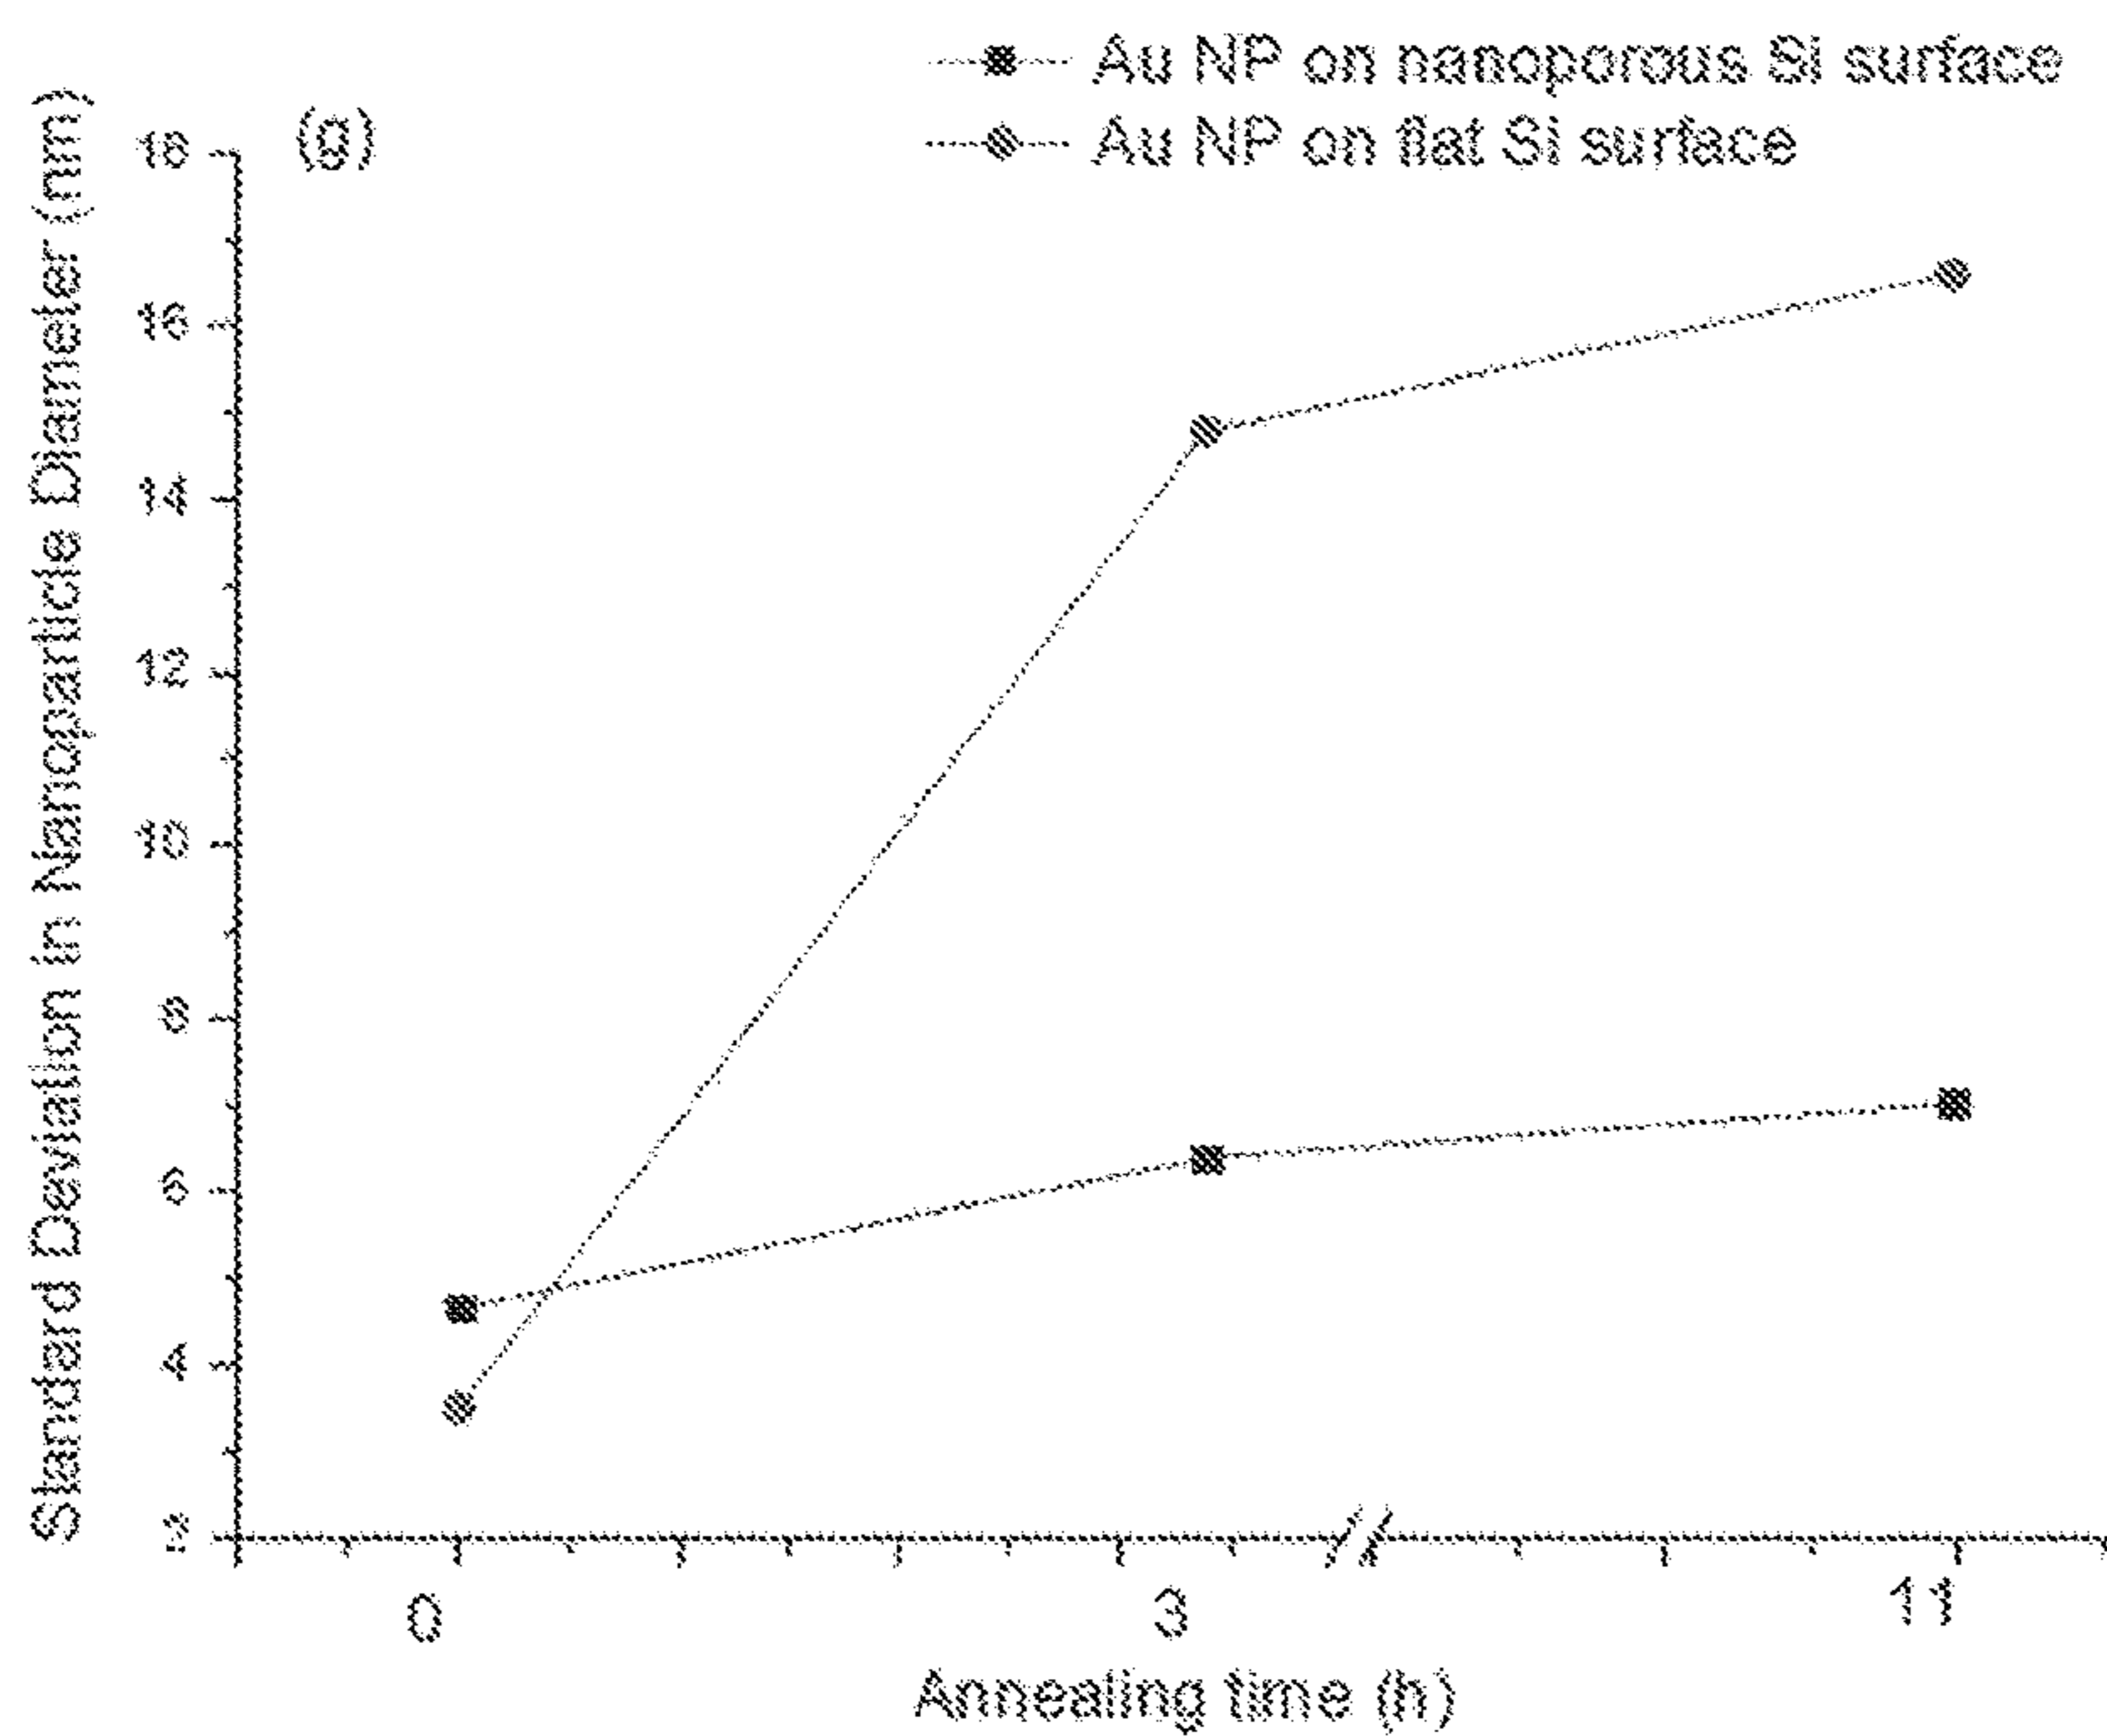 Au NP on nanoporous Si surface
Au NP on flat Si surface
(g)
Standard Deviation in Nanoparticle Diameter (nm)
18
16
14
12
10
8
6
4
2
0
3
11
Annealing time (h)